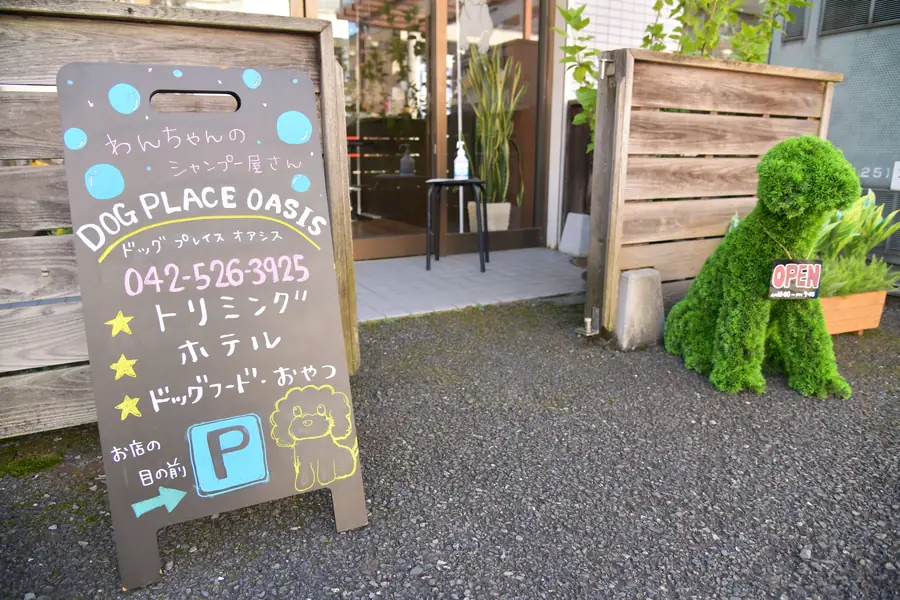 わんちゃんの
シャンプー屋さん
DOG PLACE OASIS
ドッグ プレイス オアシス
042-526-3925
トリミング
ホテル
ドッグフード・おやつ
お店の
目の前
P
OPEN